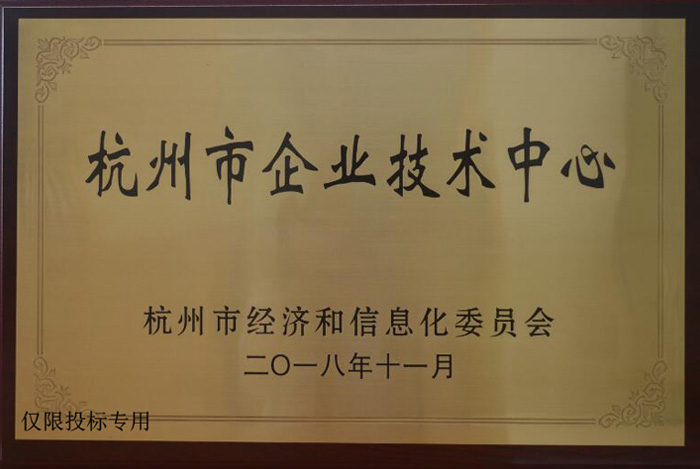 杭州市企业技术中心
杭州市经济和信息化委员会
二〇一八年十一月
仅限投标专用